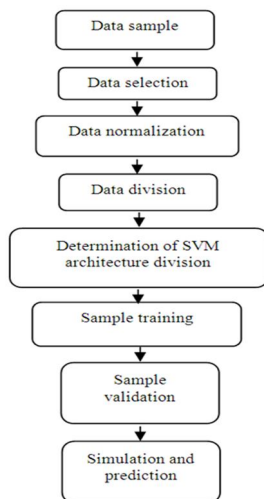 Data sample
Data selection
Data normalization
Data division
Determination of SVM
architecture division
Sample training
Sample
validation
Simulation and
prediction